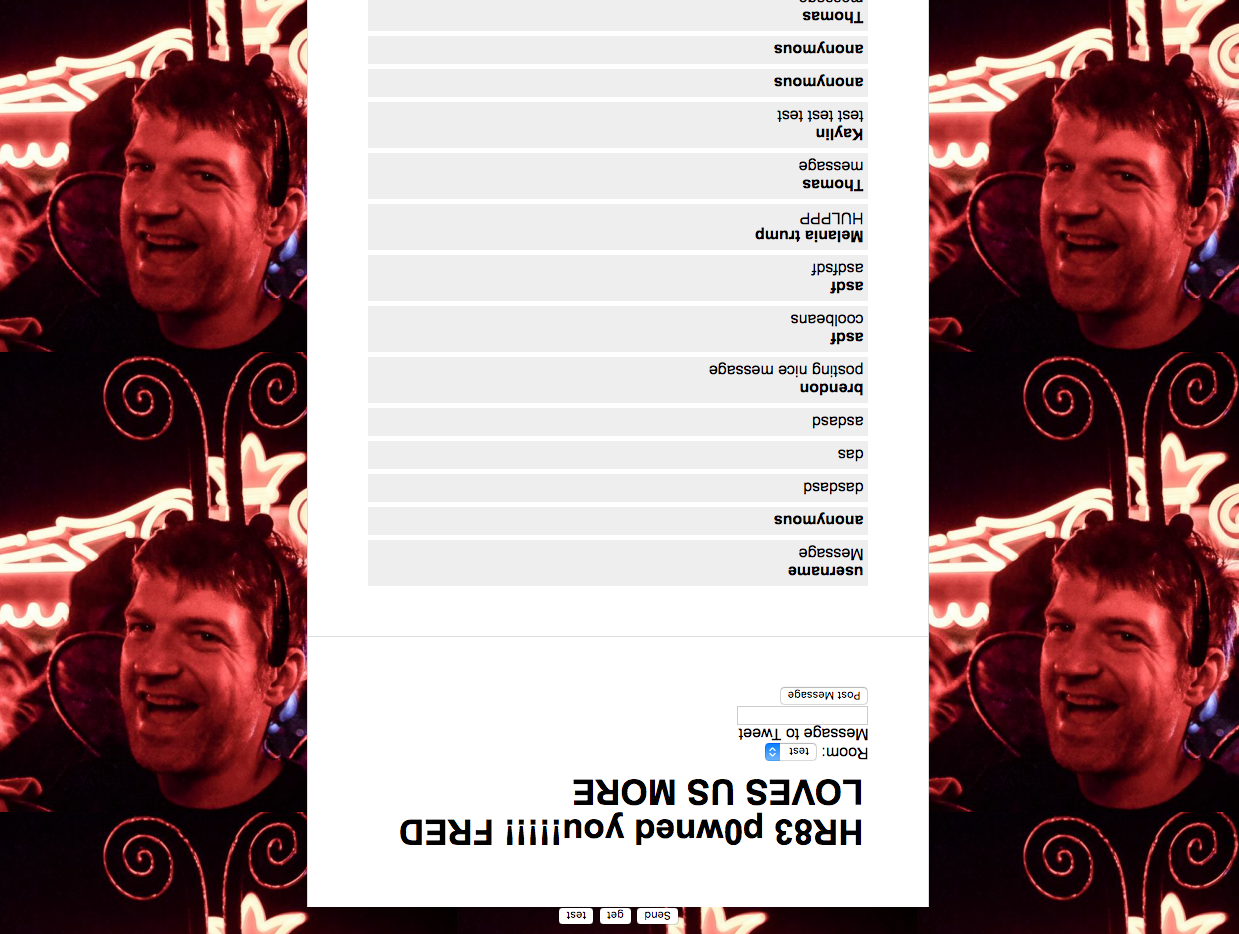 Send get test
HR83 p0wned you!!!!! FRED
LOVES US MORE
Room: test
Message to Tweet
Post Message
username
Message
anonymous
dasdasd
das
asdasd
brendon
posting nice message
asdf
coolbeans
asdf
asdfsdf
Melania trump
HULPPP
Thomas
message
Kaylin
test test test test
anonymous
anonymous
Thomas
message